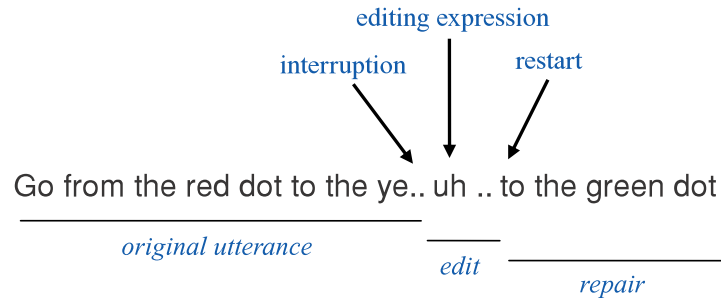 editing expression
interruption
restart
Go from the red dot to the ye.. uh .. to the green dot
original utterance
edit
repair